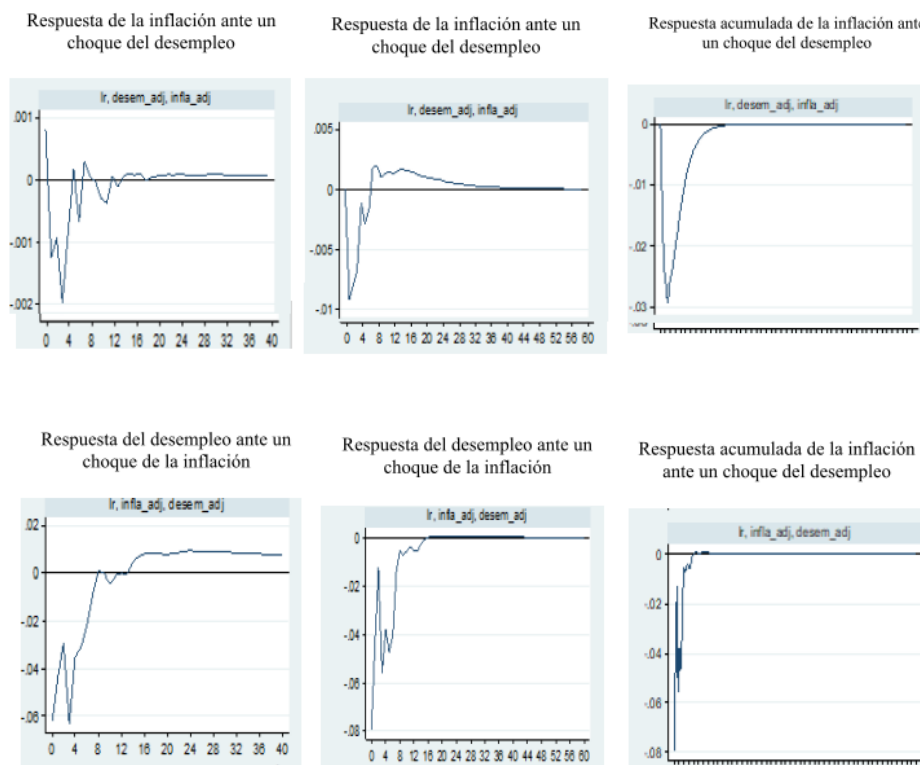 Respuesta de la inflación ante un
choque del desempleo
Respuesta de la inflación ante un
choque del desempleo
Respuesta acumulada de la inflación ante
un choque del desempleo
lr, desem_adj, infla_adj
.001
0
-.001
-.002
0 4 8 12 16 20 24 28 32 36 40
lr, desem_adj, infla_adj
.005
0
-.005
-.01
0 4 8 12 16 20 24 28 32 36 40 44 48 52 56 60
lr, desem_adj, infla_adj
0
-.01
-.02
-.03
Respuesta del desempleo ante un
choque de la inflación
Respuesta del desempleo ante un
choque de la inflación
Respuesta acumulada de la inflación
ante un choque del desempleo
lr, infla_adj, desem_adj
.02
0
-.02
-.04
-.06
0 4 8 12 16 20 24 28 32 36 40
lr, infla_adj, desem_adj
0
-.02
-.04
-.06
-.08
0 4 8 12 16 20 24 28 32 36 40 44 48 52 56 60
lr, infla_adj, desem_adj
0
-.02
-.04
-.06
-.08